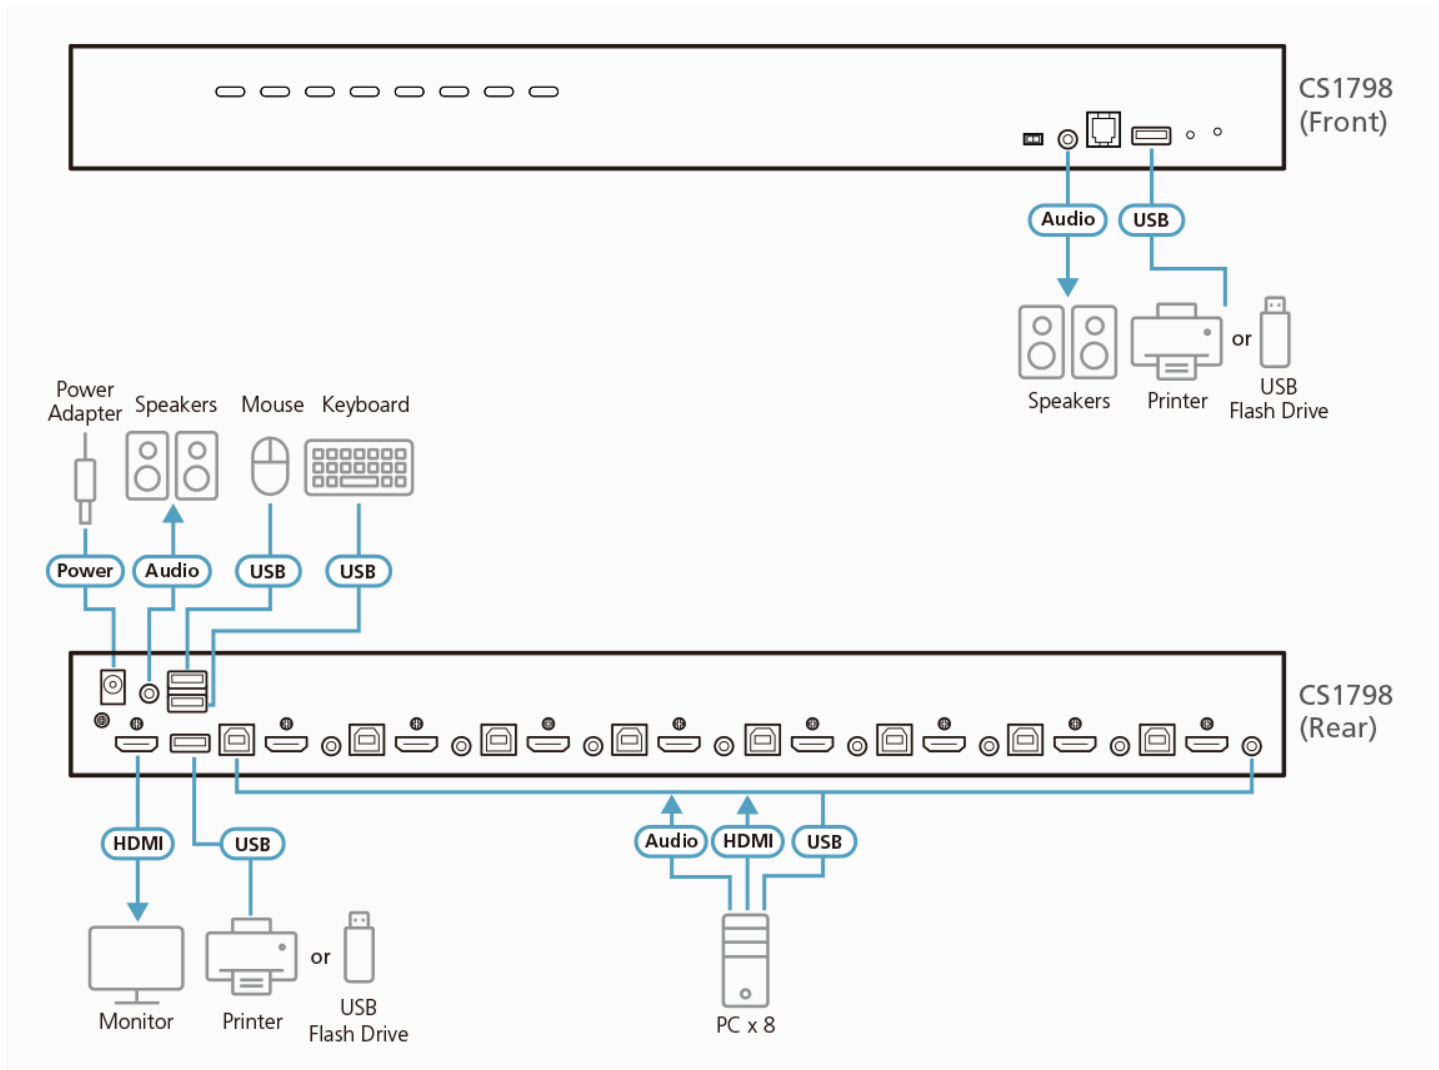 CS1798
(Front)
Audio
USB
or
Speakers
Printer
USB
Flash Drive
Power
Adapter
Speakers
Mouse
Keyboard
Power
Audio
USB
USB
CS1798
(Rear)
HDMI
USB
Audio
HDMI
USB
or
Monitor
Printer
USB
Flash Drive
PC x 8